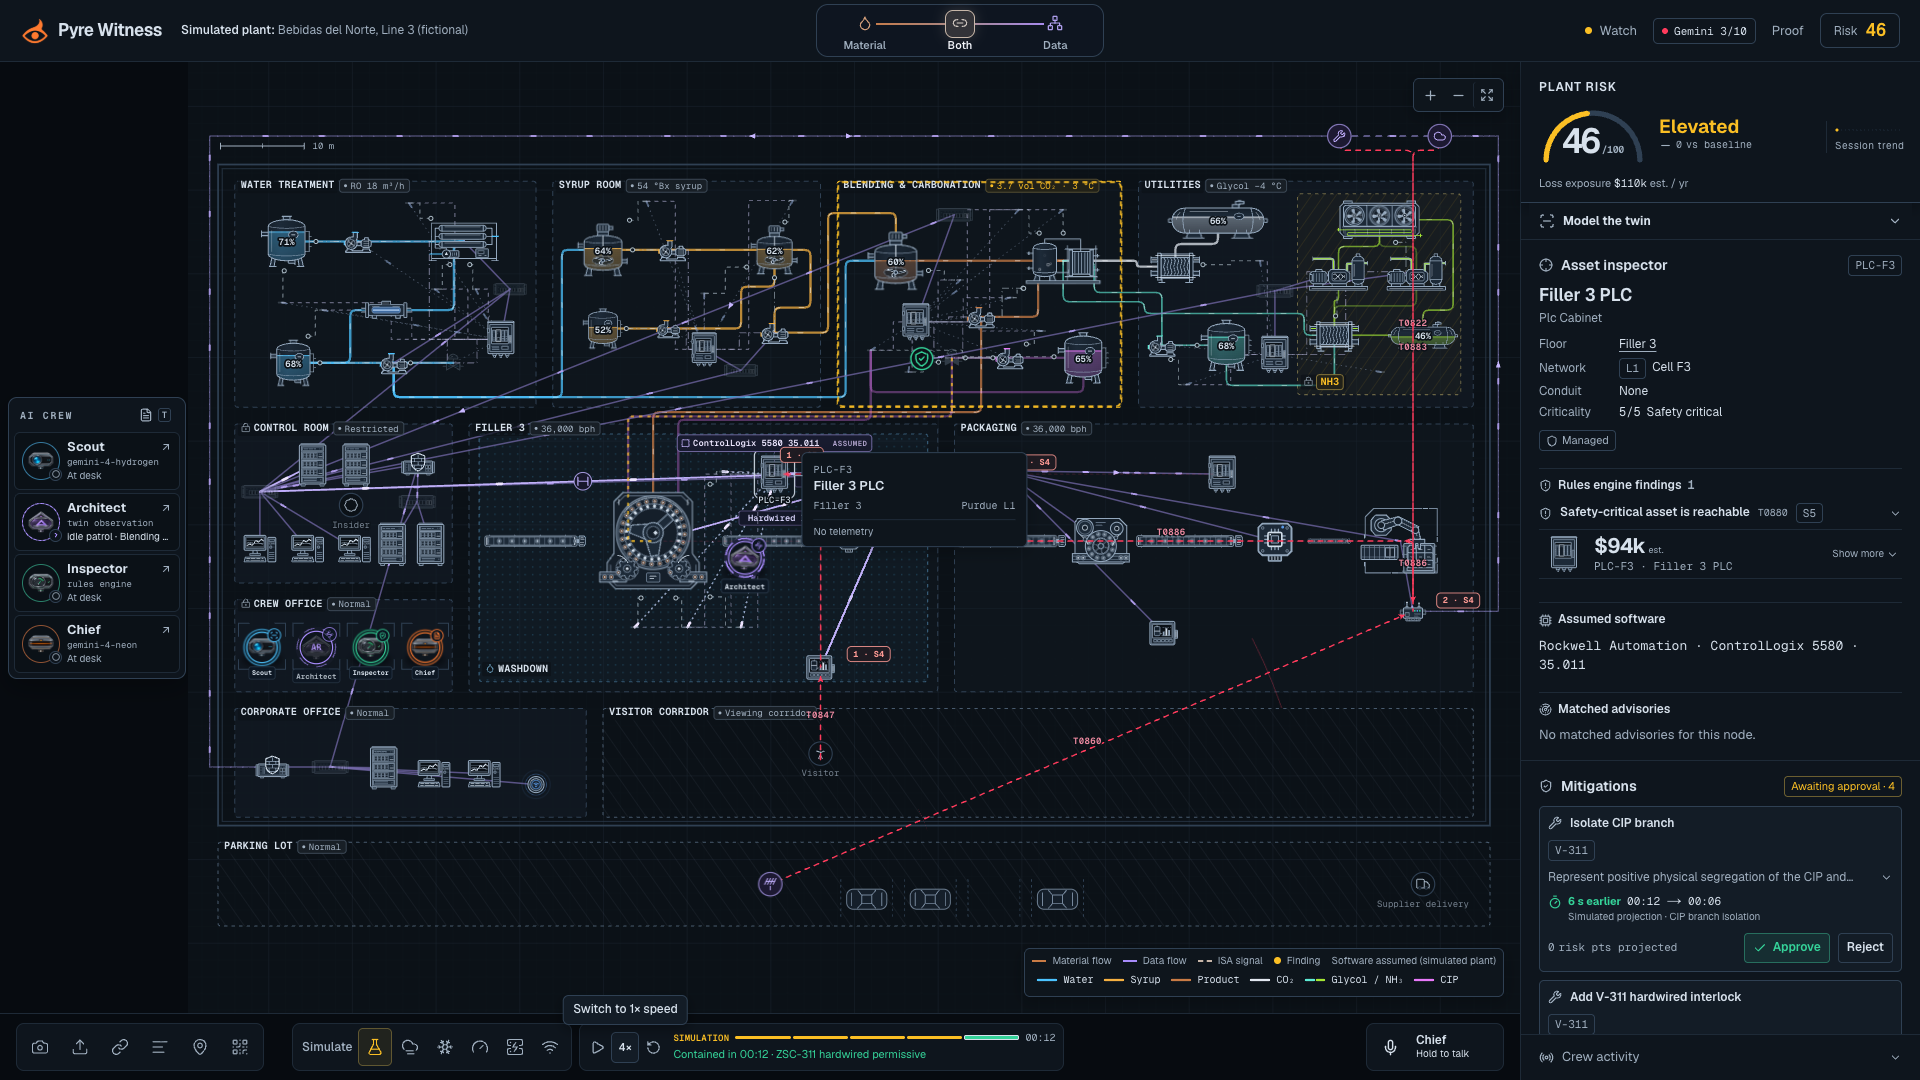 Pyre Witness
Simulated plant: Bebidas del Norte, Line 3 (fictional)
Material
Both
Data
Watch
Gemini 3/10
Proof
Risk 46
10 m
WATER TREATMENT
RO 18 m³/h
SYRUP ROOM
54 °Bx syrup
BLENDING & CARBONATION
3.7 vol CO₂ · 3 °C
UTILITIES
Glycol −4 °C
71%
68%
64%
62%
52%
60%
65%
66%
68%
46%
T0822
T0883
NH3
AI CREW
T
Scout
gemini-4-hydrogen
At desk
Architect
twin observation
Idle patrol · Blending …
Inspector
rules engine
At desk
Chief
gemini-4-neon
At desk
CONTROL ROOM
Restricted
Insider
FILLER 3
36,000 bph
PACKAGING
36,000 bph
ControlLogix 5580 35.011 ASSUMED
1 ·
· S4
PLC-F3
Hardwired
Architect
PLC-F3
Filler 3 PLC
Filler 3 Purdue L1
No telemetry
T0886
T0886
2 · S4
1 · S4
WASHDOWN
CREW OFFICE
Normal
AR
Scout
Architect
Inspector
Chief
CORPORATE OFFICE
Normal
VISITOR CORRIDOR
Viewing corridor
T0847
Visitor
T0860
PARKING LOT
Normal
Supplier delivery
Material flow
Data flow
ISA signal
Finding
Software assumed (simulated plant)
Water
Syrup
Product
CO₂
Glycol / NH₃
CIP
Switch to 1× speed
Simulate
4×
SIMULATION
00:12
Contained in 00:12 · ZSC-311 hardwired permissive
Chief
Hold to talk
PLANT RISK
46/100
Elevated
— 0 vs baseline
Session trend
Loss exposure $110k est. / yr
Model the twin
Asset inspector
PLC-F3
Filler 3 PLC
Plc Cabinet
Floor Filler 3
Network L1 Cell F3
Conduit None
Criticality 5/5 Safety critical
Managed
Rules engine findings 1
Safety-critical asset is reachable T0880 S5
$94k est.
PLC-F3 · Filler 3 PLC
Show more
Assumed software
Rockwell Automation · ControlLogix 5580 ·
35.011
Matched advisories
No matched advisories for this node.
Mitigations
Awaiting approval · 4
Isolate CIP branch
V-311
Represent positive physical segregation of the CIP and…
6 s earlier 00:12 → 00:06
Simulated projection · CIP branch isolation
0 risk pts projected
Approve
Reject
Add V-311 hardwired interlock
V-311
Crew activity